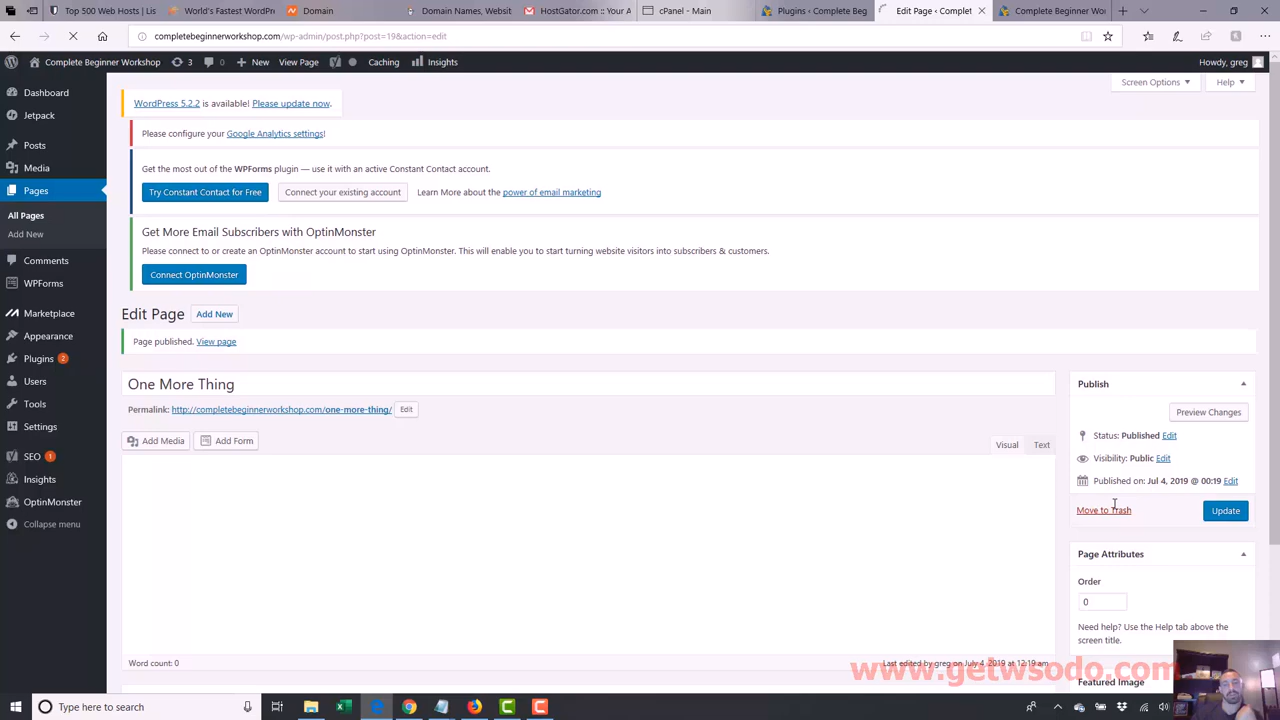 Top 500 Web Hosts | Lis
World's Fastest WordPre
Domain
Domain Names, Websit
HostGator.com :: Your A
cPanel - Main
Plugins ‹ Complete Beg
Edit Page ‹ Complet
Complete Beginner Wor
completebeginnerworkshop.com/wp-admin/post.php?post=19&action=edit
Complete Beginner Workshop
3
0
New
View Page
Caching
Insights
Howdy, greg
Screen Options
Help
Dashboard
Jetpack
Posts
Media
Pages
All Pages
Add New
Comments
WPForms
Marketplace
Appearance
Plugins 2
Users
Tools
Settings
SEO 1
Insights
OptinMonster
Collapse menu
WordPress 5.2.2 is available! Please update now.
Please configure your Google Analytics settings!
Get the most out of the WPForms plugin — use it with an active Constant Contact account.
Try Constant Contact for Free
Connect your existing account
Learn More about the power of email marketing
Get More Email Subscribers with OptinMonster
Please connect to or create an OptinMonster account to start using OptinMonster. This will enable you to start turning website visitors into subscribers & customers.
Connect OptinMonster
Edit Page
Add New
Page published. View page
One More Thing
Permalink: http://completebeginnerworkshop.com/one-more-thing/
Edit
Add Media
Add Form
Visual
Text
Word count: 0
Last edited by greg on July 4, 2019 at 12:19 am
Publish
Preview Changes
Status: Published Edit
Visibility: Public Edit
Published on: Jul 4, 2019 @ 00:19 Edit
Move to Trash
Update
Page Attributes
Order
0
Need help? Use the Help tab above the
screen title.
Featured Image
www.getwsodo.com
Type here to search